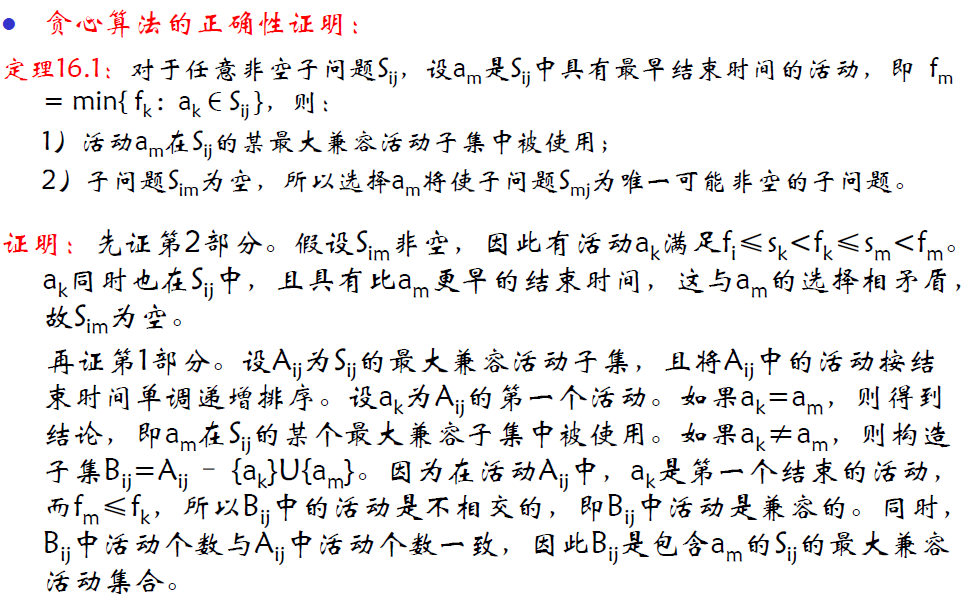 • 贪心算法的正确性证明：
定理16.1：对于任意非空子问题Sij，设am是Sij中具有最早结束时间的活动，即 fm
= min{ fk : ak ∈ Sij }，则：
1）活动am在Sij的某最大兼容活动子集中被使用；
2）子问题Sim为空，所以选择am将使子问题Smj为唯一可能非空的子问题。
证明：先证第2部分。假设Sim非空，因此有活动ak满足fi≤sk<fk≤sm<fm。
ak同时也在Sij中，且具有比am更早的结束时间，这与am的选择相矛盾，
故Sim为空。
再证第1部分。设Aij为Sij的最大兼容活动子集，且将Aij中的活动按结
束时间单调递增排序。设ak为Aij的第一个活动。如果ak=am，则得到
结论，即am在Sij的某个最大兼容子集中被使用。如果ak≠am，则构造
子集Bij=Aij – {ak}U{am}。因为在活动Aij中，ak是第一个结束的活动，
而fm≤fk，所以Bij中的活动是不相交的，即Bij中活动是兼容的。同时，
Bij中活动个数与Aij中活动个数一致，因此Bij是包含am的Sij的最大兼容
活动集合。